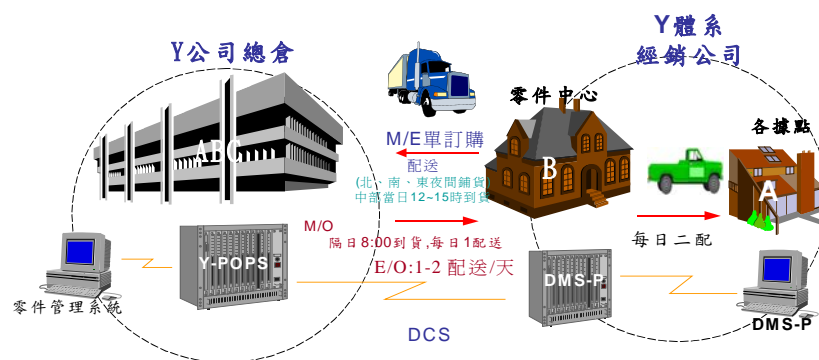 Y公司總倉
Y體系
經銷公司
零件中心
各據點
ABC
B
A
M/E單訂購
配送
(北、南、東夜間鋪貨)
中部當日12~15時到貨
M/O
隔日8:00到貨,每日1配送
E/O:1-2 配送/天
每日二配
Y-POPS
DMS-P
零件管理系統
DMS-P
DCS